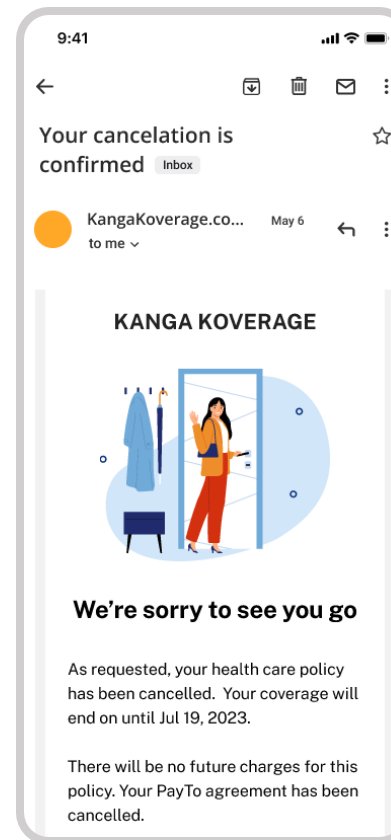 9:41
Your cancelation is
confirmed Inbox
KangaKoverage.co... May 6
to me
KANGA KOVERAGE
We're sorry to see you go
As requested, your health care policy
has been cancelled. Your coverage will
end on until Jul 19, 2023.
There will be no future charges for this
policy. Your PayTo agreement has been
cancelled.